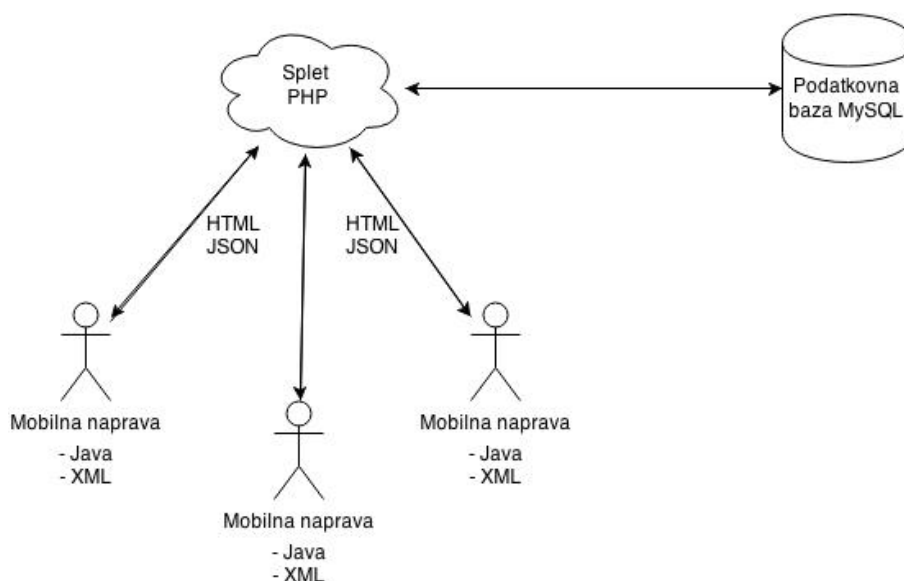 Splet
PHP
Podatkovna
baza MySQL
HTML
JSON
HTML
JSON
Mobilna naprava
- Java
- XML
Mobilna naprava
- Java
- XML
Mobilna naprava
- Java
- XML